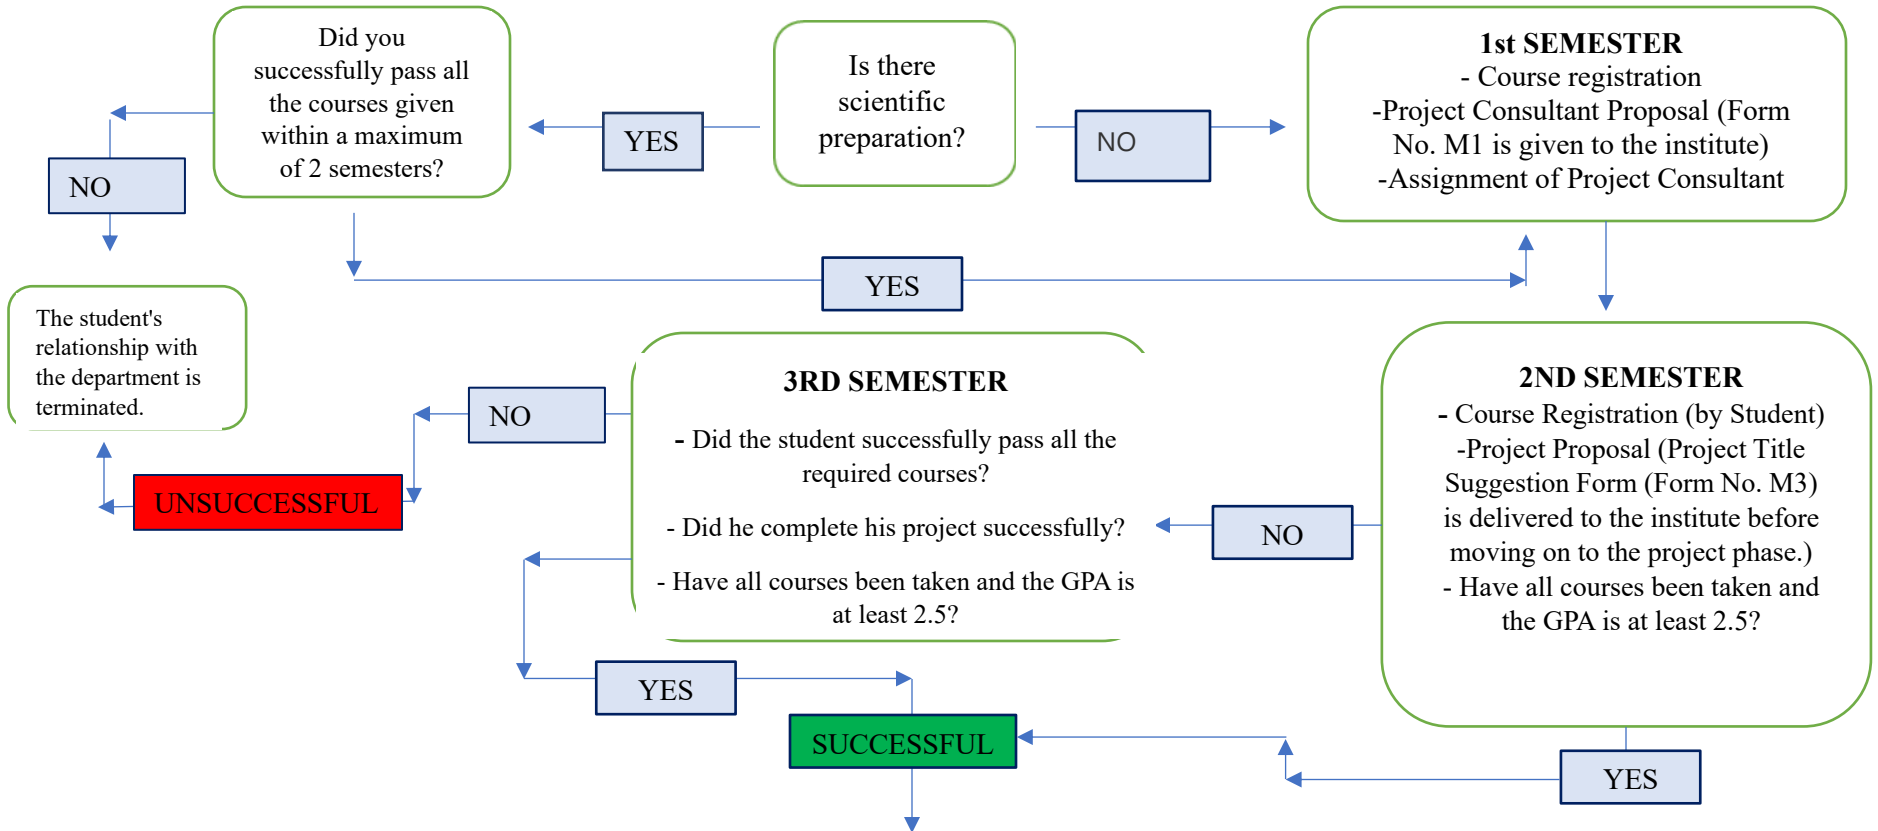 Did you
successfully pass all
the courses given
within a maximum
of 2 semesters?
Is there
scientific
preparation?
1st SEMESTER
- Course registration
-Project Consultant Proposal (Form
No. M1 is given to the institute)
-Assignment of Project Consultant
YES
NO
NO
YES
The student's
relationship with
the department is
terminated.
3RD SEMESTER
- Did the student successfully pass all the
required courses?
- Did he complete his project successfully?
- Have all courses been taken and the GPA is
at least 2.5?
2ND SEMESTER
- Course Registration (by Student)
-Project Proposal (Project Title
Suggestion Form (Form No. M3)
is delivered to the institute before
moving on to the project phase.)
- Have all courses been taken and
the GPA is at least 2.5?
NO
UNSUCCESSFUL
NO
YES
SUCCESSFUL
YES